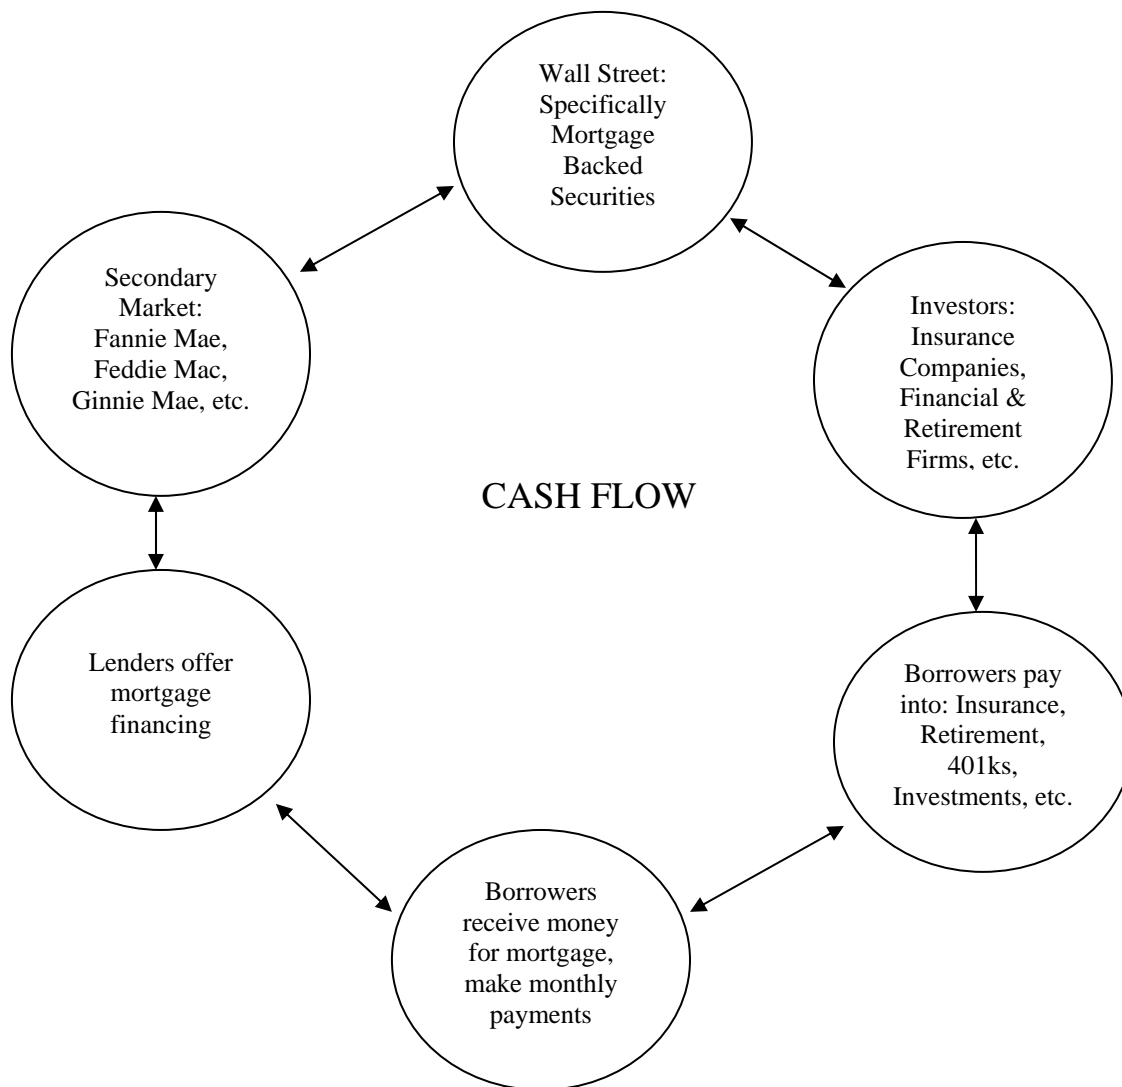 Wall Street:
Specifically
Mortgage
Backed
Securities
Secondary
Market:
Fannie Mae,
Feddie Mac,
Ginnie Mae, etc.
Investors:
Insurance
Companies,
Financial &
Retirement
Firms, etc.
CASH FLOW
Lenders offer
mortgage
financing
Borrowers pay
into: Insurance,
Retirement,
401ks,
Investments, etc.
Borrowers
receive money
for mortgage,
make monthly
payments